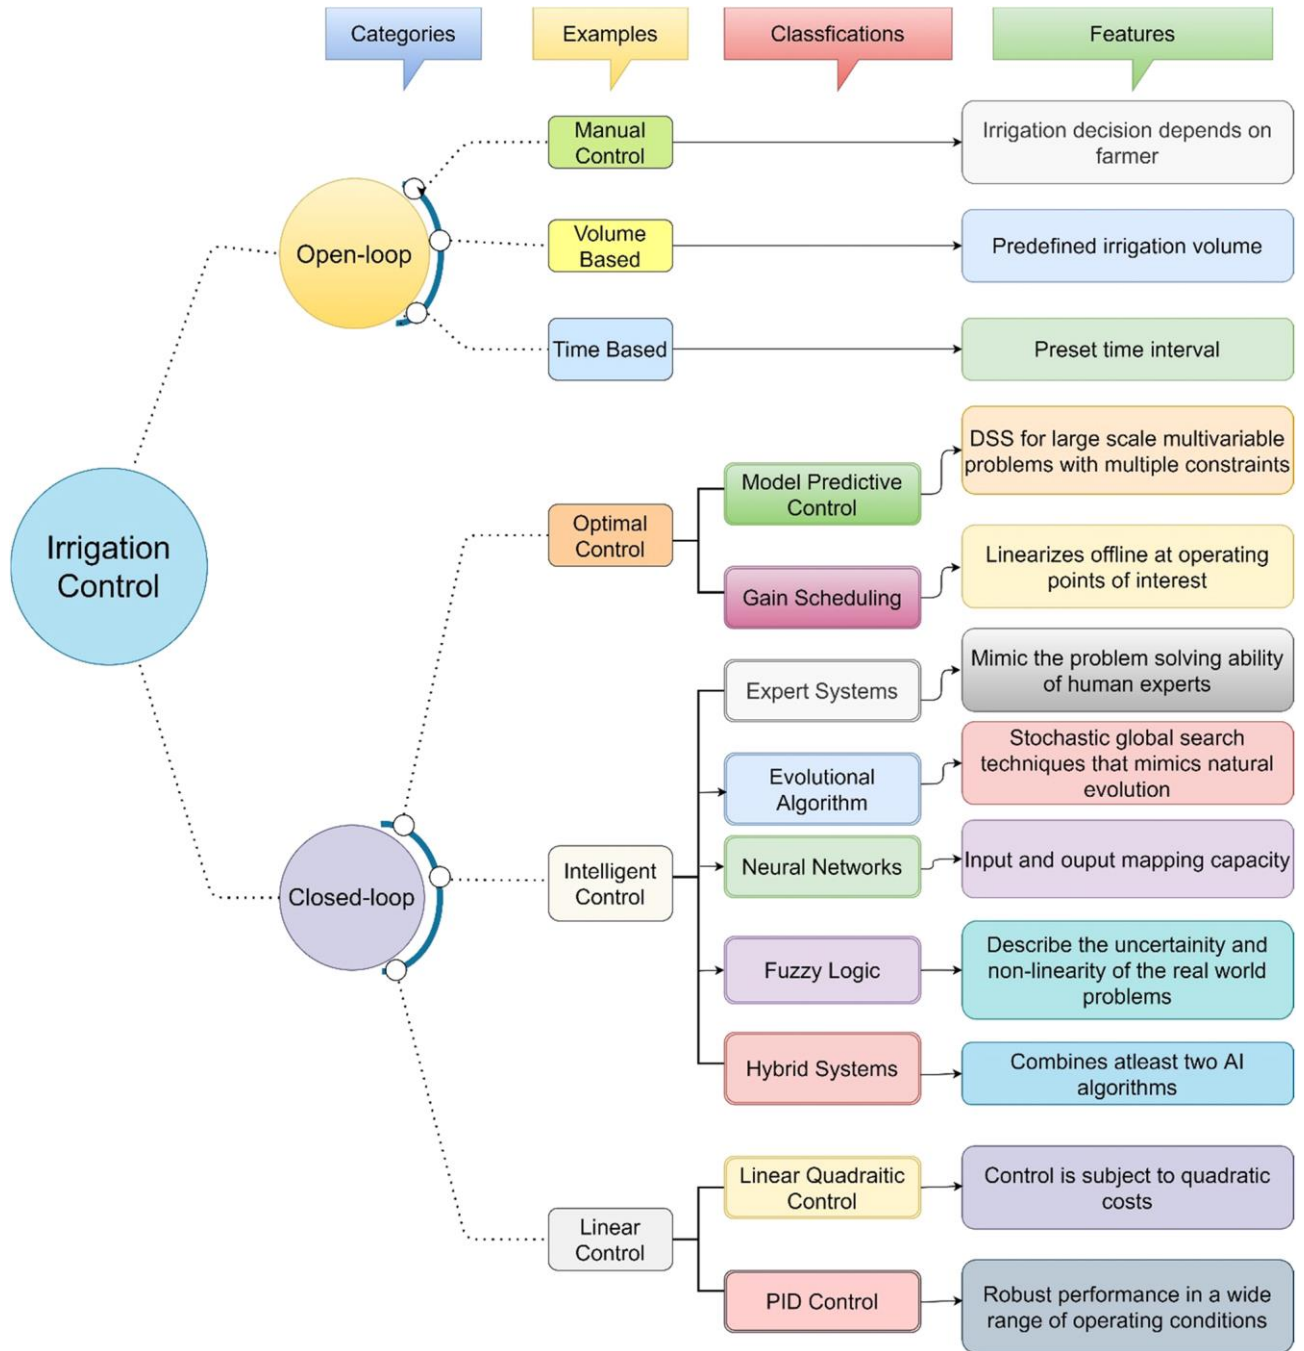 Categories
Examples
Classfications
Features
Irrigation
Control
Open-loop
Manual
Control
Irrigation decision depends on
farmer
Volume
Based
Predefined irrigation volume
Time Based
Preset time interval
Closed-loop
Optimal
Control
Model Predictive
Control
DSS for large scale multivariable
problems with multiple constraints
Gain Scheduling
Linearizes offline at operating
points of interest
Intelligent
Control
Expert Systems
Mimic the problem solving ability
of human experts
Evolutional
Algorithm
Stochastic global search
techniques that mimics natural
evolution
Neural Networks
Input and ouput mapping capacity
Fuzzy Logic
Describe the uncertainity and
non-linearity of the real world
problems
Hybrid Systems
Combines atleast two AI
algorithms
Linear
Control
Linear Quadraitic
Control
Control is subject to quadratic
costs
PID Control
Robust performance in a wide
range of operating conditions